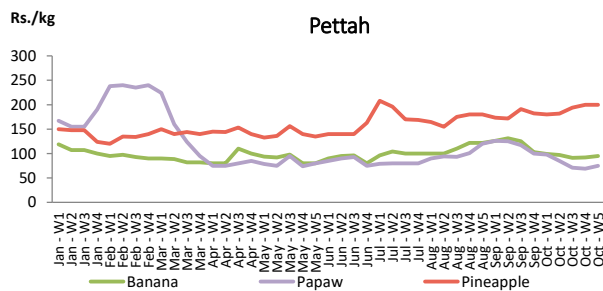 Rs./kg
Pettah
300
250
200
150
100
50
0
Jan - W1
Jan - W2
Jan - W3
Jan - W4
Feb - W1
Feb - W2
Feb - W3
Feb - W4
Mar - W1
Mar - W2
Mar - W3
Mar - W4
Apr - W1
Apr - W2
Apr - W3
Apr - W4
May - W1
May - W2
May - W3
May - W4
May - W5
Jun - W1
Jun - W2
Jun - W3
Jun - W4
Jul - W1
Jul - W2
Jul - W3
Jul - W4
Aug - W1
Aug - W2
Aug - W3
Aug - W4
Aug - W5
Sep - W1
Sep - W2
Sep - W3
Sep - W4
Oct - W1
Oct - W2
Oct - W3
Oct - W4
Oct - W5
Banana Papaw Pineapple